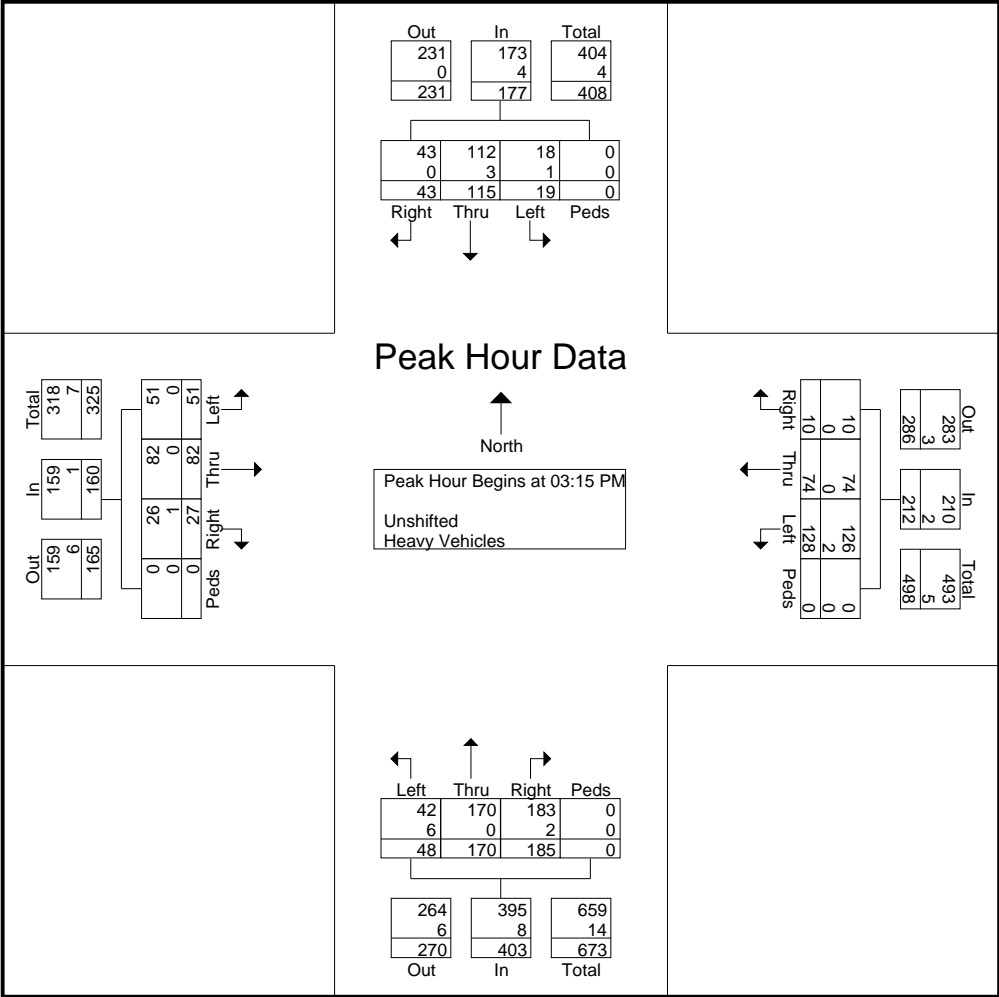 Out In Total
231 173 404
0 4 4
231 177 408
43 112 18 0
0 3 1 0
43 115 19 0
Right Thru Left Peds
Peak Hour Data
North
Peak Hour Begins at 03:15 PM
Unshifted
Heavy Vehicles
Total In Out
318 159 159
7 1 6
325 160 165
51 82 26 0
0 0 1 0
51 82 27 0
Left Thru Right Peds
Out In Total
283 210 493
3 2 5
286 212 498
10 74 126 0
0 0 2 0
10 74 128 0
Right Thru Left Peds
Left Thru Right Peds
42 170 183 0
6 0 2 0
48 170 185 0
264 395 659
6 8 14
270 403 673
Out In Total